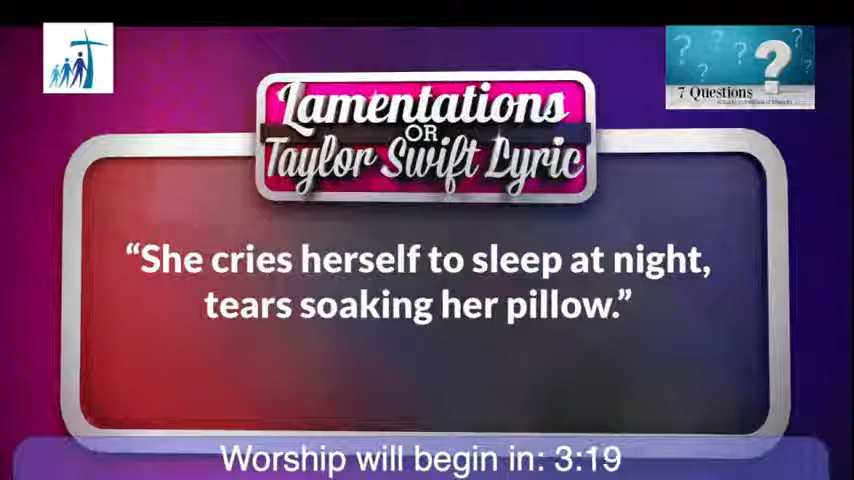 7 Questions
Lamentations
OR
Taylor Swift Lyric
“She cries herself to sleep at night,
tears soaking her pillow.”
Worship will begin in: 3:19